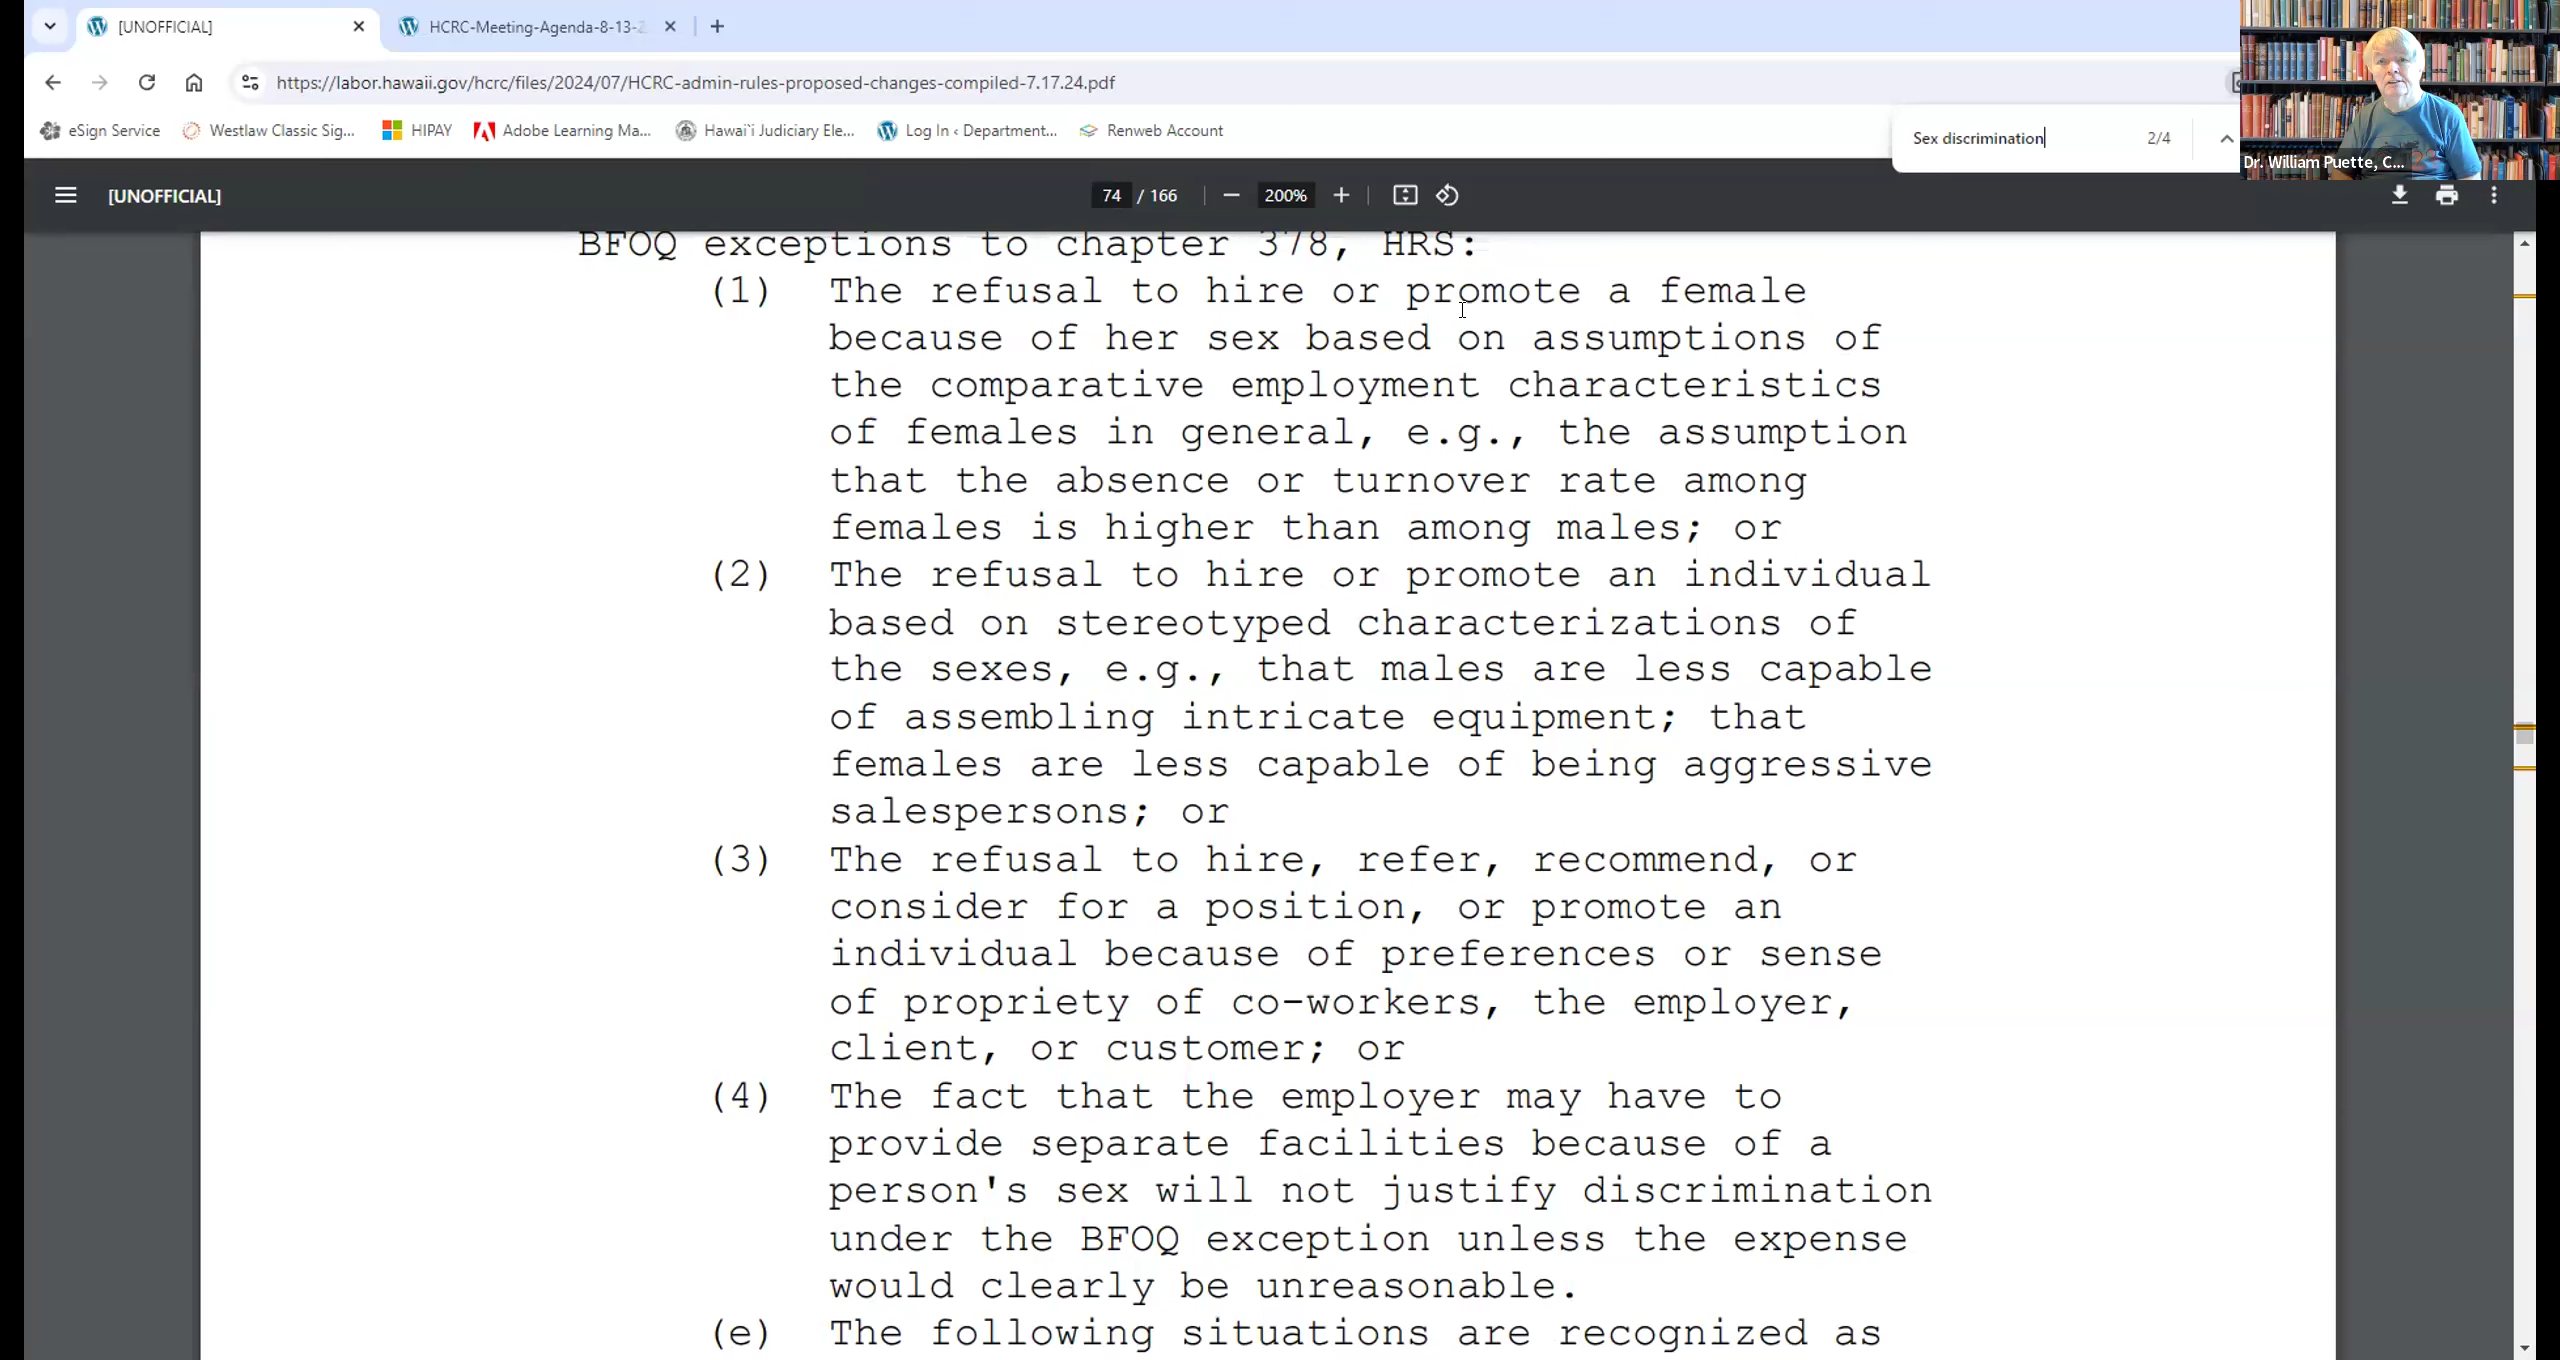 [UNOFFICIAL]
HCRC-Meeting-Agenda-8-13-2
https://labor.hawaii.gov/hcrc/files/2024/07/HCRC-admin-rules-proposed-changes-compiled-7.17.24.pdf
eSign Service
Westlaw Classic Sig...
HIPAY
Adobe Learning Ma...
Hawai`i Judiciary Ele...
Log In ‹ Department...
Renweb Account
Sex discrimination
2/4
Dr. William Puette, C...
[UNOFFICIAL]
74 / 166
200%
BFOQ exceptions to chapter 378, HRS:
(1) The refusal to hire or promote a female
because of her sex based on assumptions of
the comparative employment characteristics
of females in general, e.g., the assumption
that the absence or turnover rate among
females is higher than among males; or
(2) The refusal to hire or promote an individual
based on stereotyped characterizations of
the sexes, e.g., that males are less capable
of assembling intricate equipment; that
females are less capable of being aggressive
salespersons; or
(3) The refusal to hire, refer, recommend, or
consider for a position, or promote an
individual because of preferences or sense
of propriety of co-workers, the employer,
client, or customer; or
(4) The fact that the employer may have to
provide separate facilities because of a
person's sex will not justify discrimination
under the BFOQ exception unless the expense
would clearly be unreasonable.
(e) The following situations are recognized as